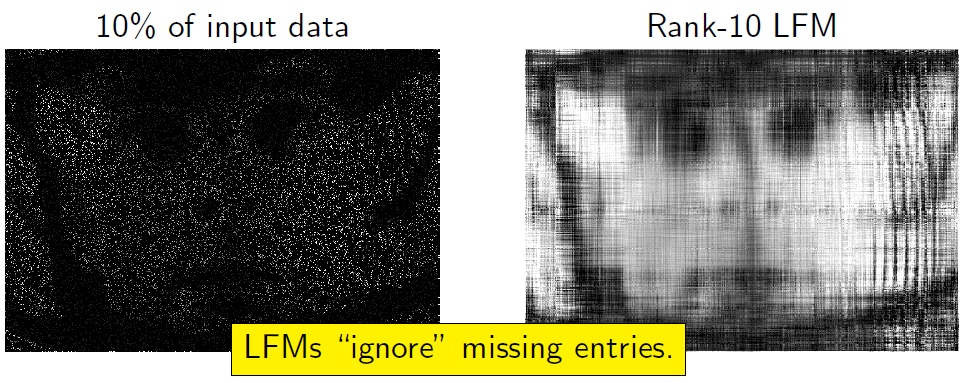 10% of input data
Rank-10 LFM
LFMs “ignore” missing entries.